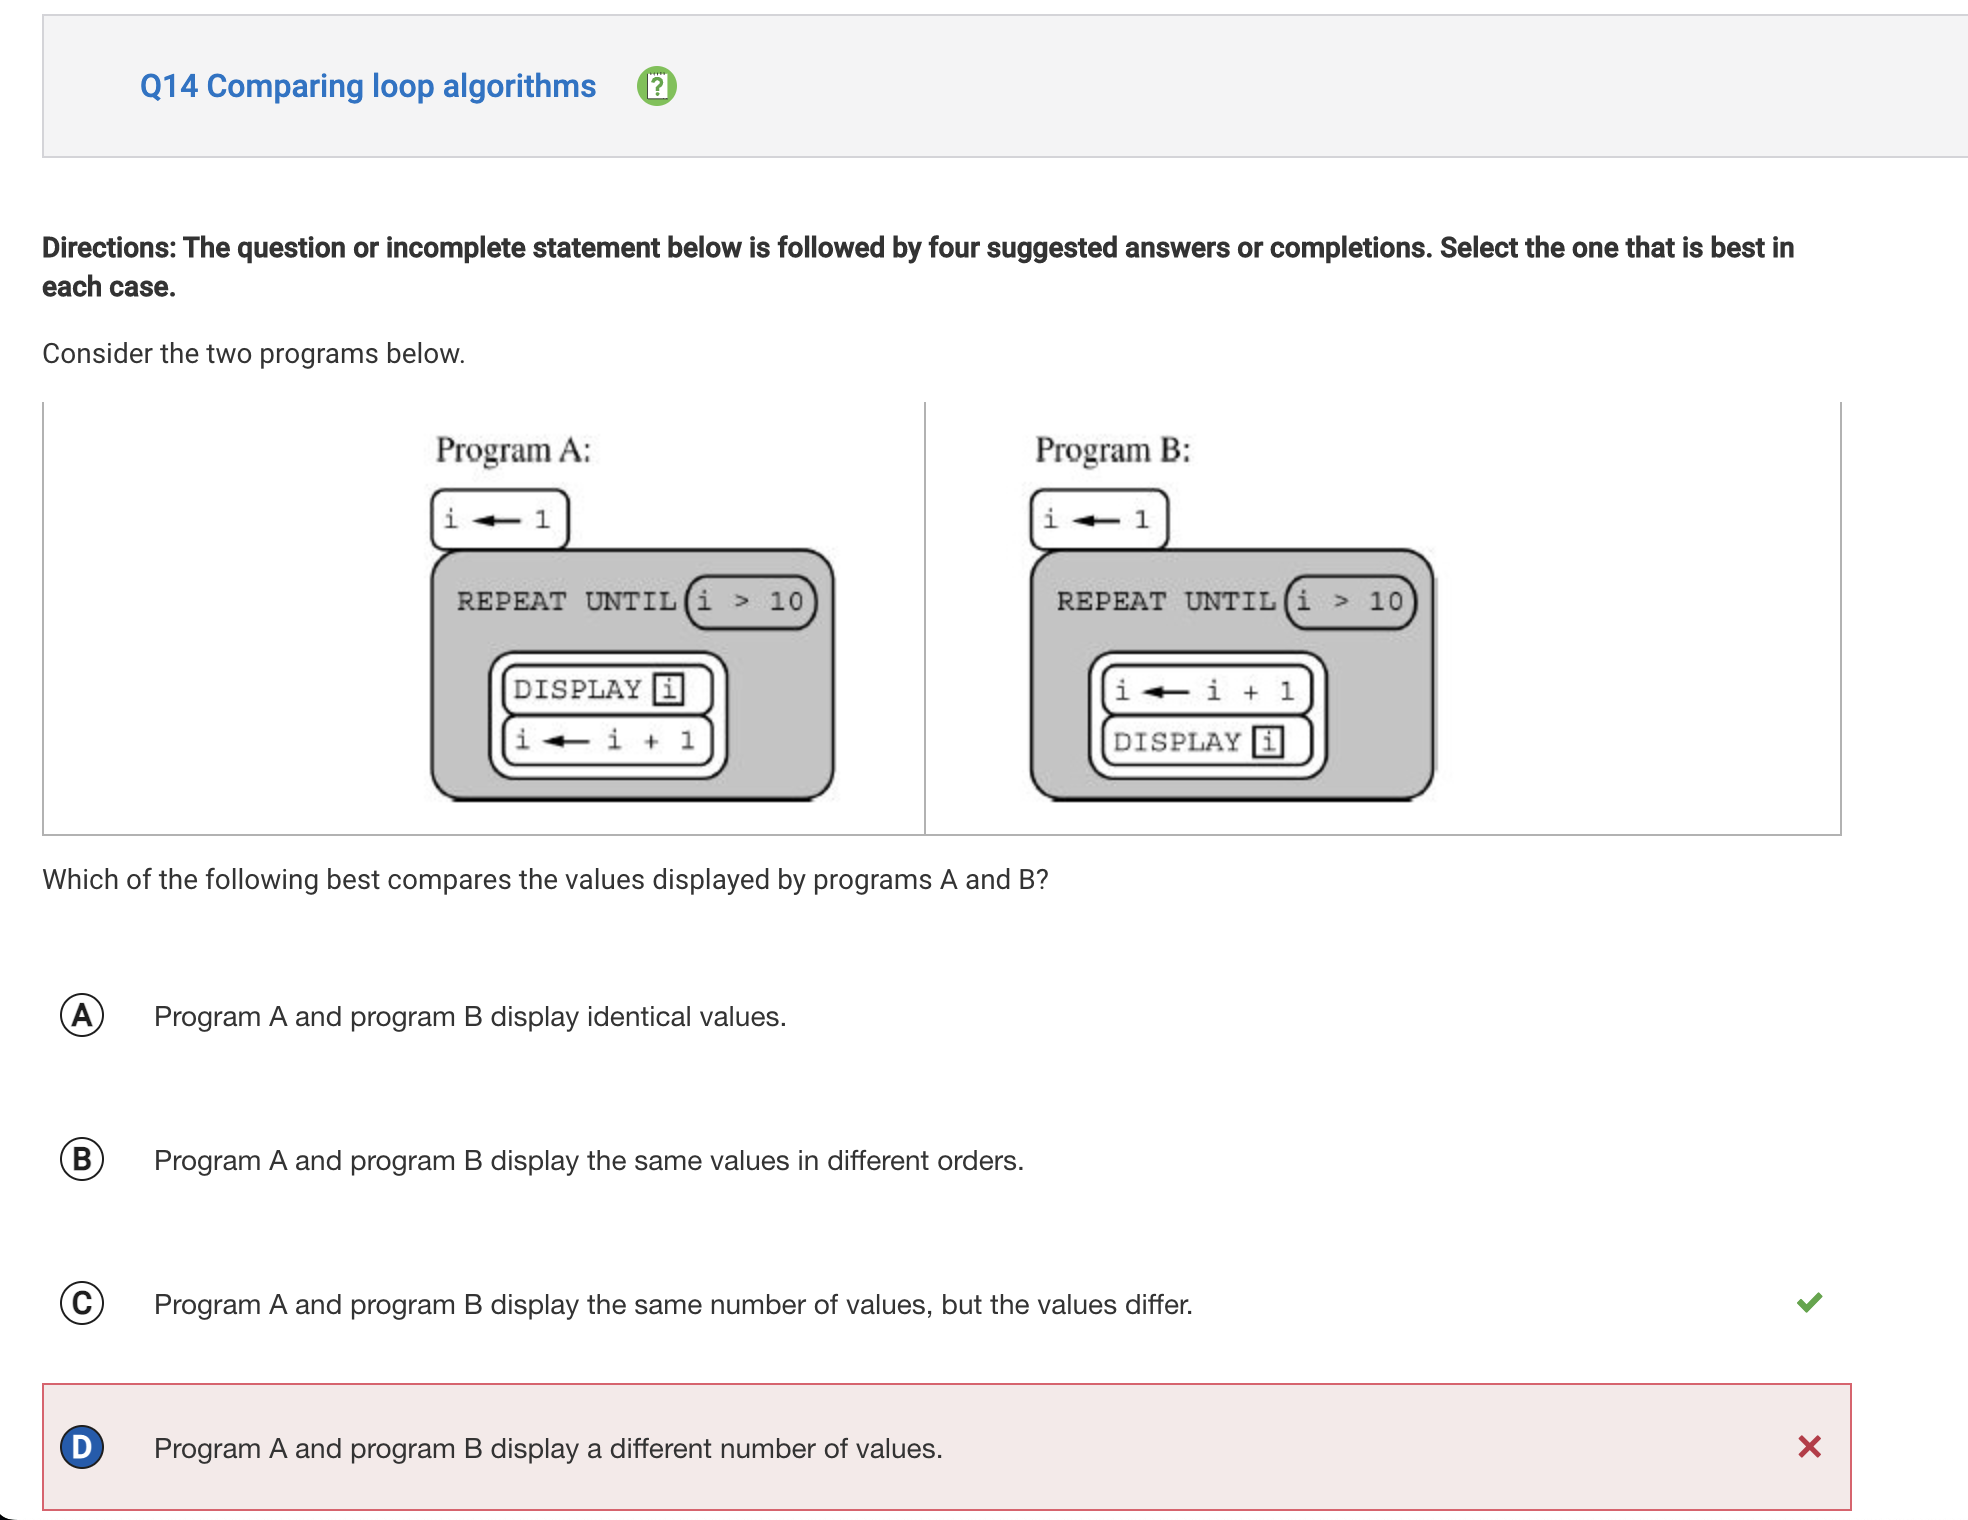 Q14 Comparing loop algorithms
?
Directions: The question or incomplete statement below is followed by four suggested answers or completions. Select the one that is best in
each case.
Consider the two programs below.
Program A:
i ← 1
REPEAT UNTIL i > 10
DISPLAY i
i ← i + 1
Program B:
i ← 1
REPEAT UNTIL i > 10
i ← i + 1
DISPLAY i
Which of the following best compares the values displayed by programs A and B?
A Program A and program B display identical values.
B Program A and program B display the same values in different orders.
C Program A and program B display the same number of values, but the values differ.
D Program A and program B display a different number of values.